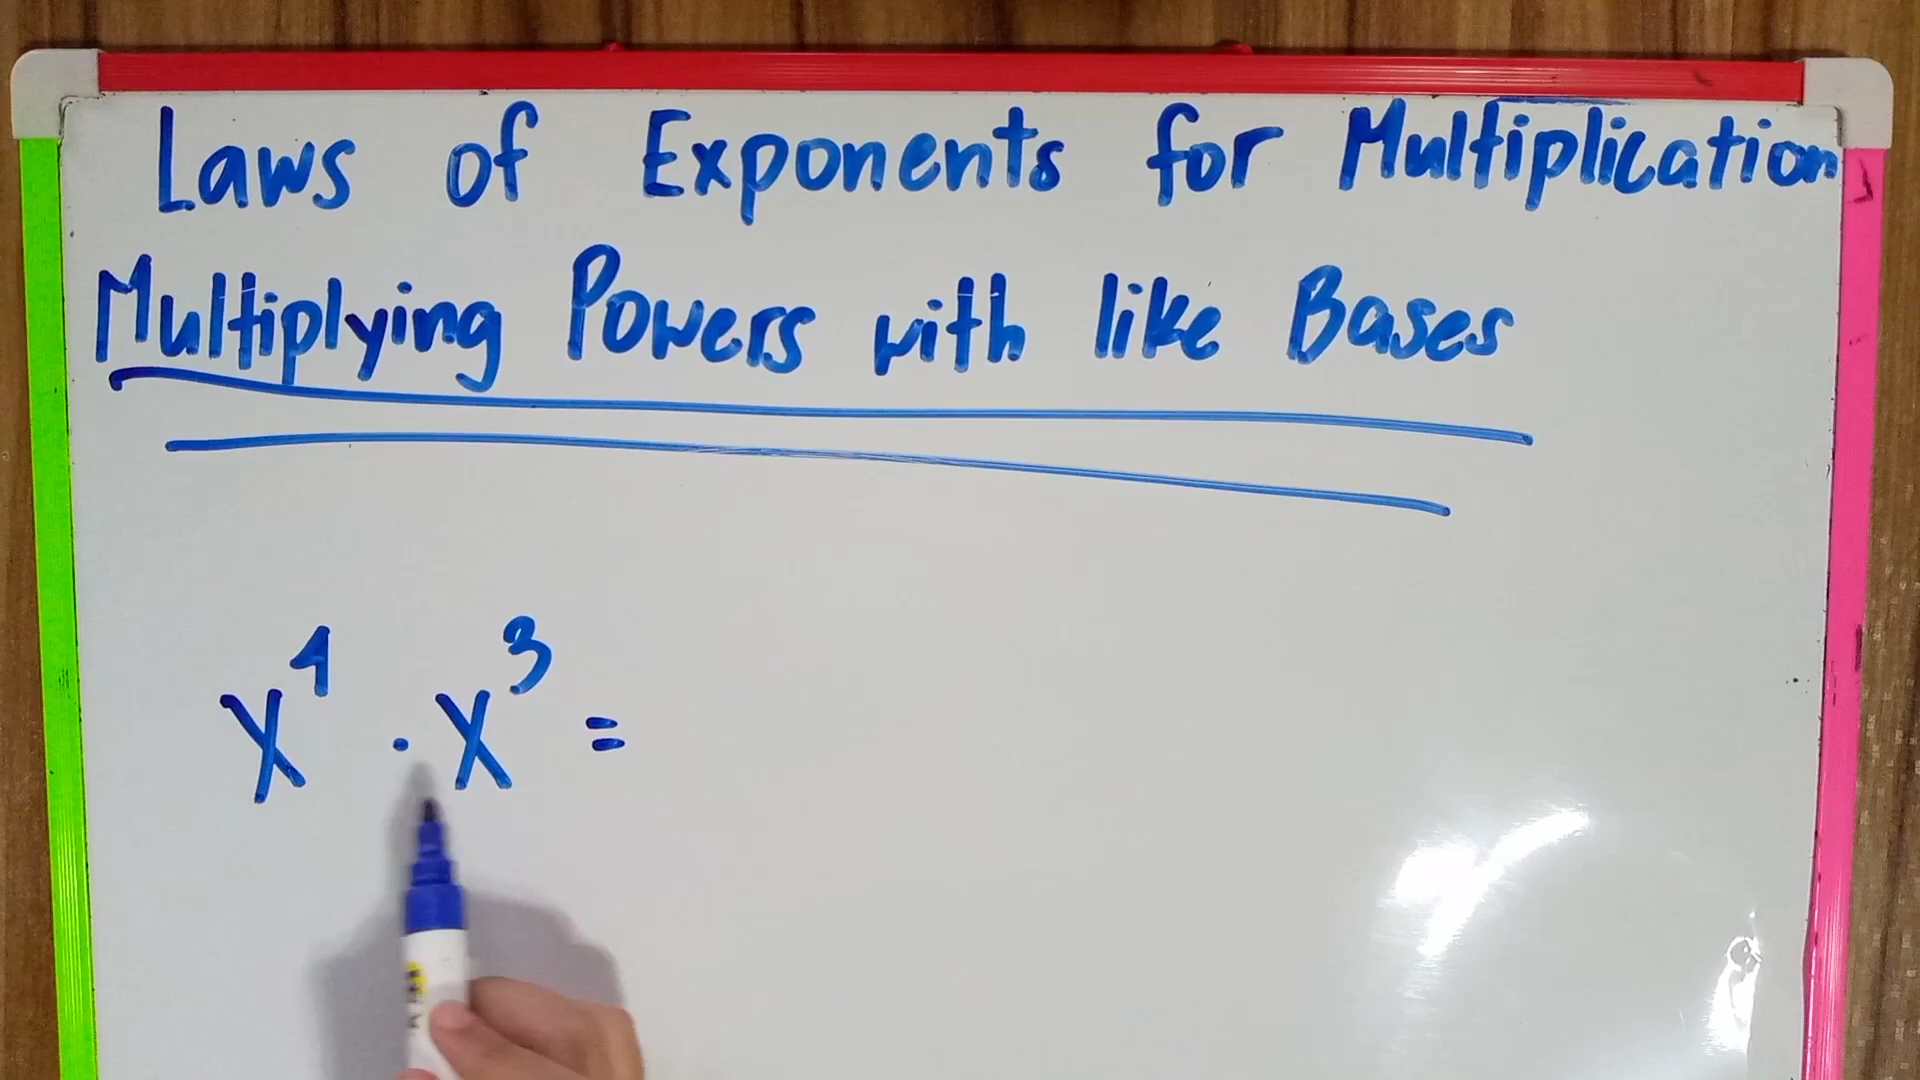 Laws of Exponents for Multiplication
Multiplying Powers with like Bases
x⁴ · x³ =